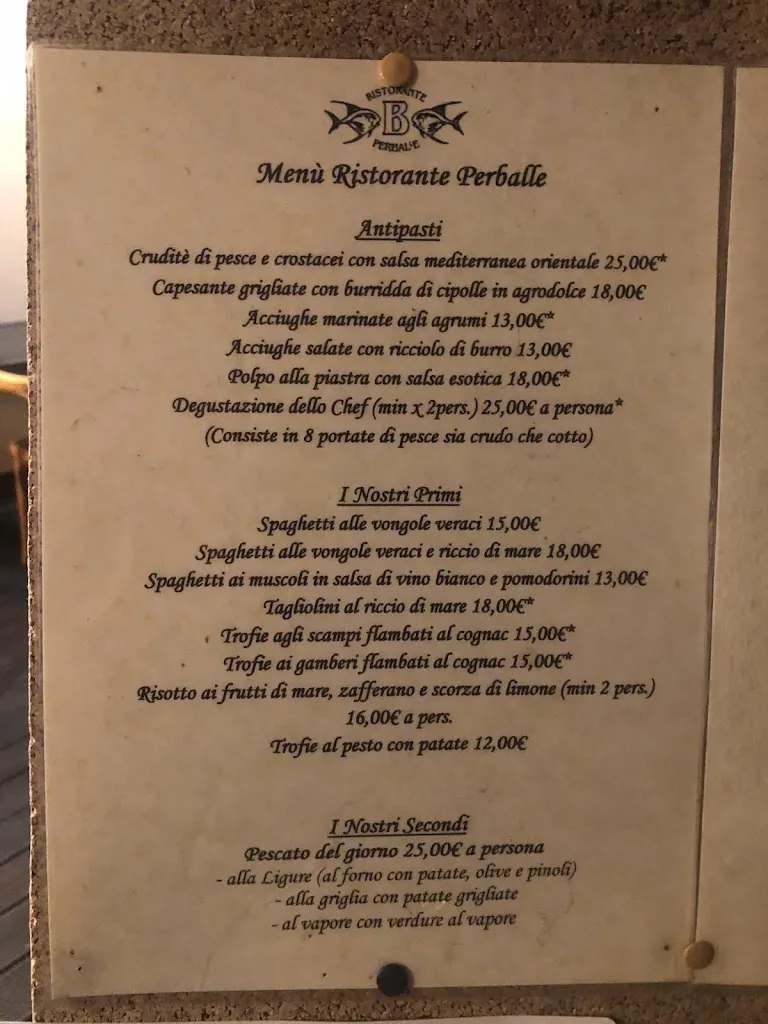 RISTORANTE
B
PERBALLE
Menù Ristorante Perballe
Antipasti
Cruditè di pesce e crostacei con salsa mediterranea orientale 25,00€*
Capesante grigliate con burridda di cipolle in agrodolce 18,00€
Acciughe marinate agli agrumi 13,00€*
Acciughe salate con ricciolo di burro 13,00€
Polpo alla piastra con salsa esotica 18,00€*
Degustazione dello Chef (min x 2pers.) 25,00€ a persona*
(Consiste in 8 portate di pesce sia crudo che cotto)
I Nostri Primi
Spaghetti alle vongole veraci 15,00€
Spaghetti alle vongole veraci e riccio di mare 18,00€
Spaghetti ai muscoli in salsa di vino bianco e pomodorini 13,00€
Tagliolini al riccio di mare 18,00€*
Trofie agli scampi flambati al cognac 15,00€*
Trofie ai gamberi flambati al cognac 15,00€*
Risotto ai frutti di mare, zafferano e scorza di limone (min 2 pers.)
16,00€ a pers.
Trofie al pesto con patate 12,00€
I Nostri Secondi
Pescato del giorno 25,00€ a persona
- alla Ligure (al forno con patate, olive e pinoli)
- alla griglia con patate grigliate
- al vapore con verdure al vapore